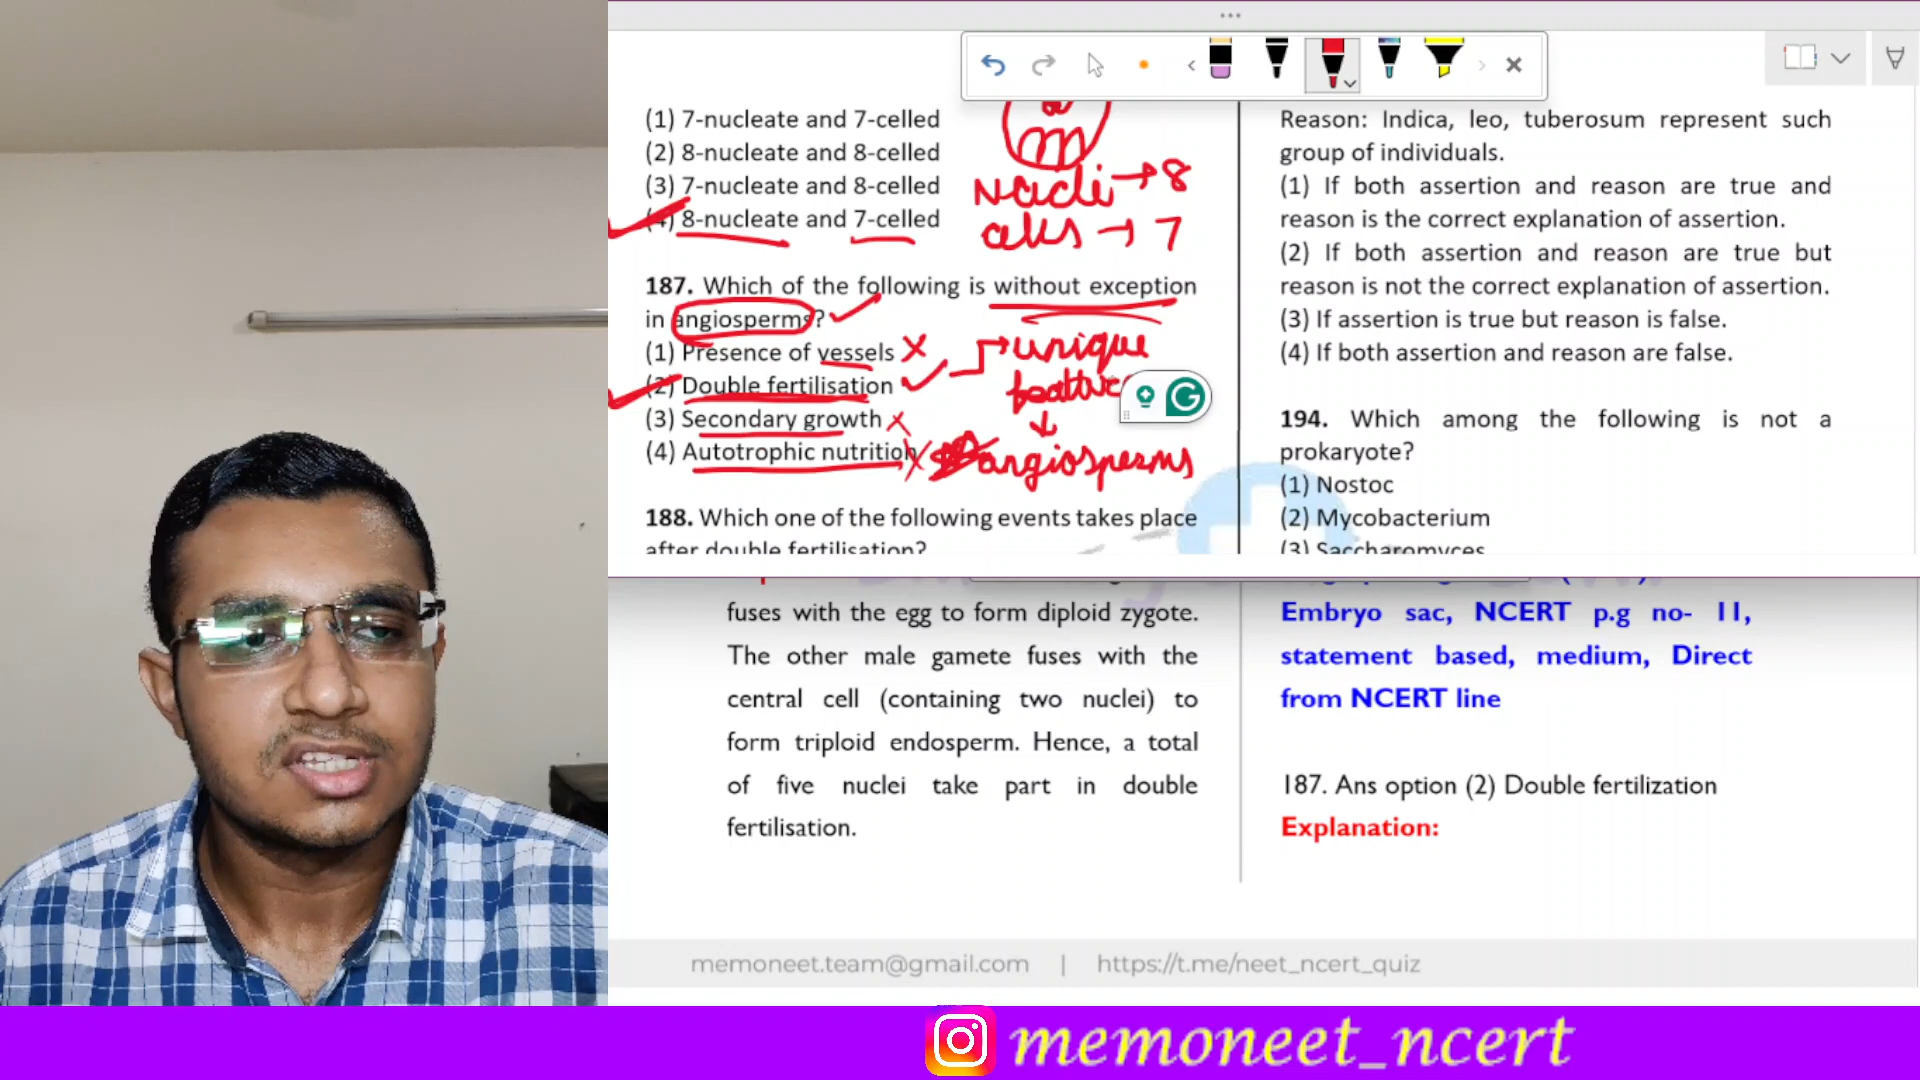 (1) 7-nucleate and 7-celled
(2) 8-nucleate and 8-celled
(3) 7-nucleate and 8-celled
(4) 8-nucleate and 7-celled
Nuclei → 8
cells → 7
187. Which of the following is without exception
in angiosperms?
(1) Presence of vessels
(2) Double fertilisation
(3) Secondary growth
(4) Autotrophic nutrition
unique
feature
angiosperms
188. Which one of the following events takes place
after double fertilisation?
Reason: Indica, leo, tuberosum represent such
group of individuals.
(1) If both assertion and reason are true and
reason is the correct explanation of assertion.
(2) If both assertion and reason are true but
reason is not the correct explanation of assertion.
(3) If assertion is true but reason is false.
(4) If both assertion and reason are false.
194. Which among the following is not a
prokaryote?
(1) Nostoc
(2) Mycobacterium
(3) Saccharomyces
fuses with the egg to form diploid zygote.
The other male gamete fuses with the
central cell (containing two nuclei) to
form triploid endosperm. Hence, a total
of five nuclei take part in double
fertilisation.
Embryo sac, NCERT p.g no- 11,
statement based, medium, Direct
from NCERT line
187. Ans option (2) Double fertilization
Explanation:
memoneet.team@gmail.com | https://t.me/neet_ncert_quiz
memoneet_ncert